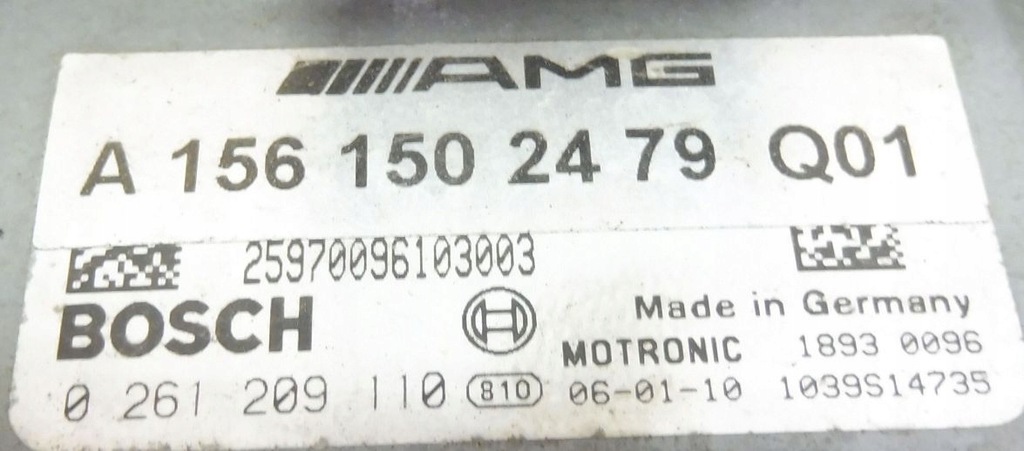 AMG
A 156 150 24 79 Q01
25970096103003
BOSCH
Made in Germany
MOTRONIC 1893 0096
0 261 209 110 810 06-01-10 1039S14735